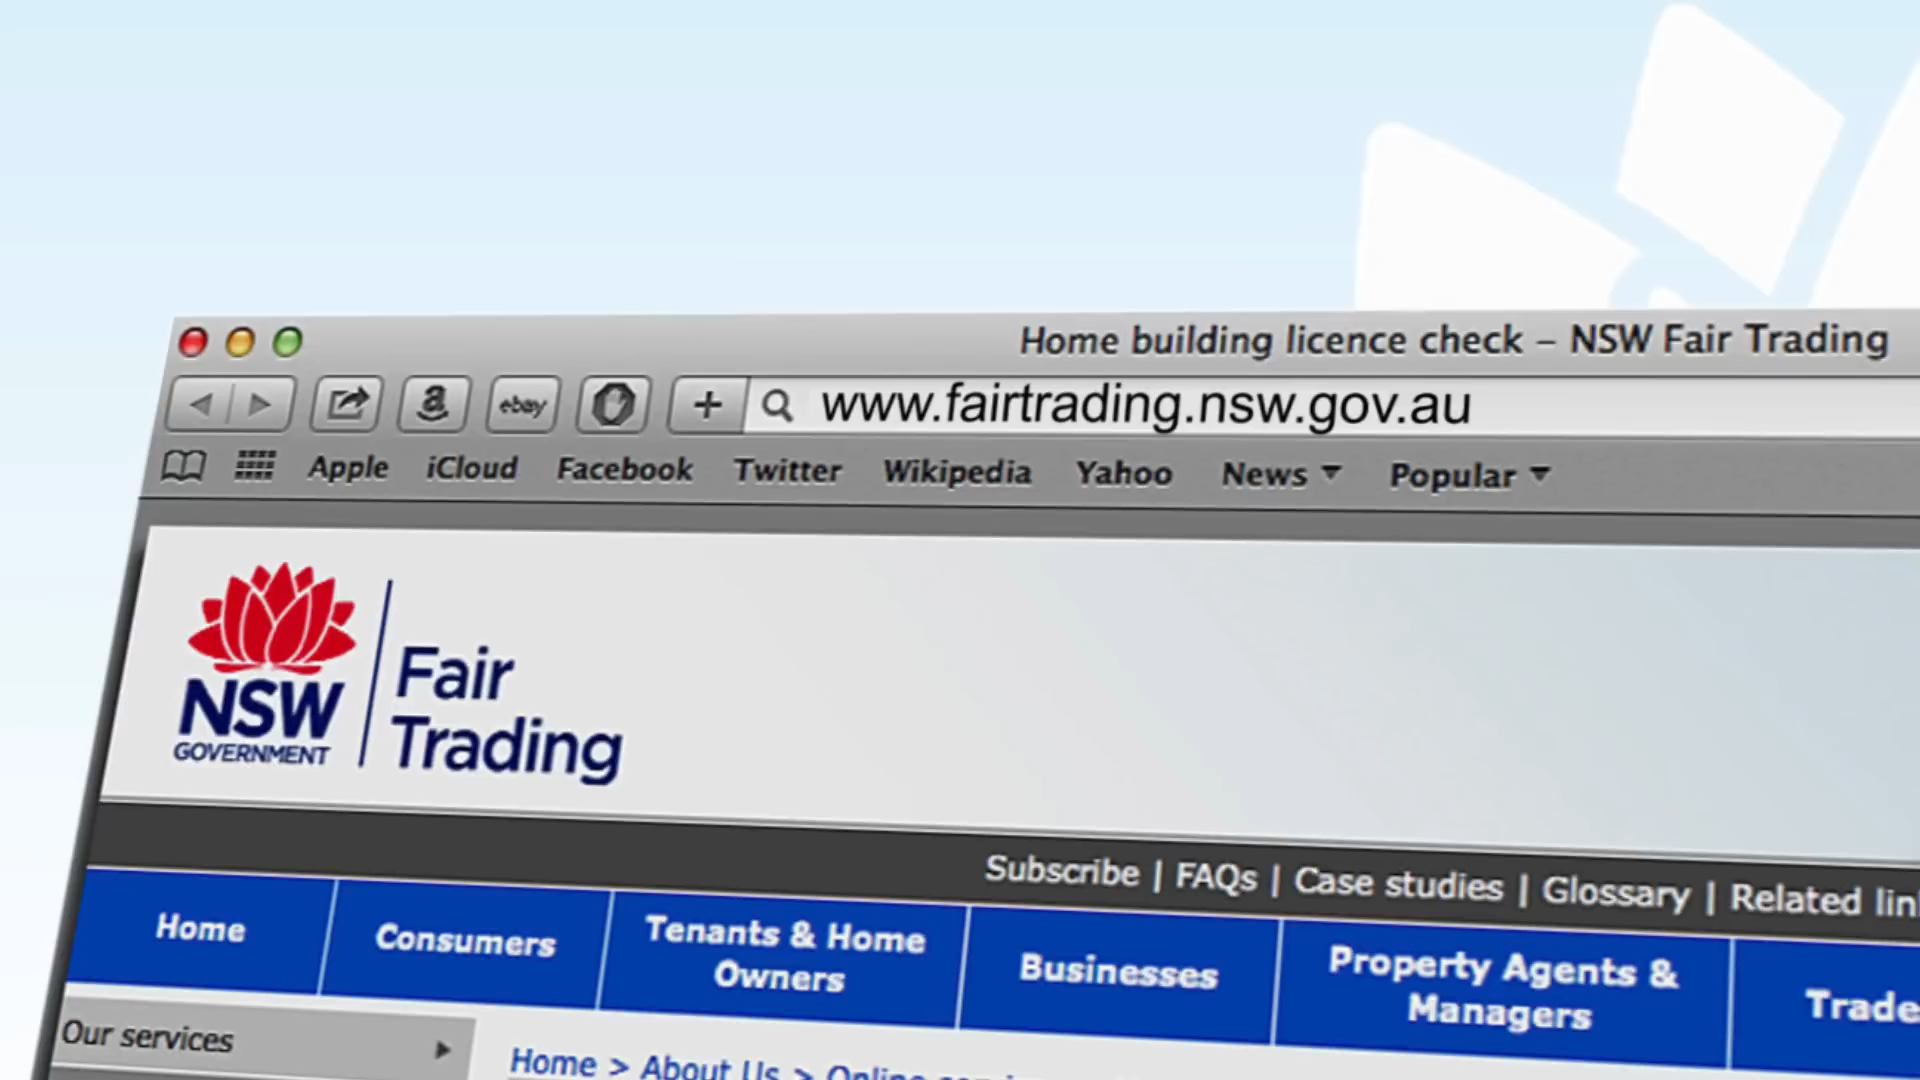 Home building licence check – NSW Fair Trading
a ebay + www.fairtrading.nsw.gov.au
Apple iCloud Facebook Twitter Wikipedia Yahoo News Popular
NSW
GOVERNMENT
Fair
Trading
Subscribe | FAQs | Case studies | Glossary | Related
Home
Consumers
Tenants & Home
Owners
Businesses
Property Agents &
Managers
Our services
Home > About Us > Online